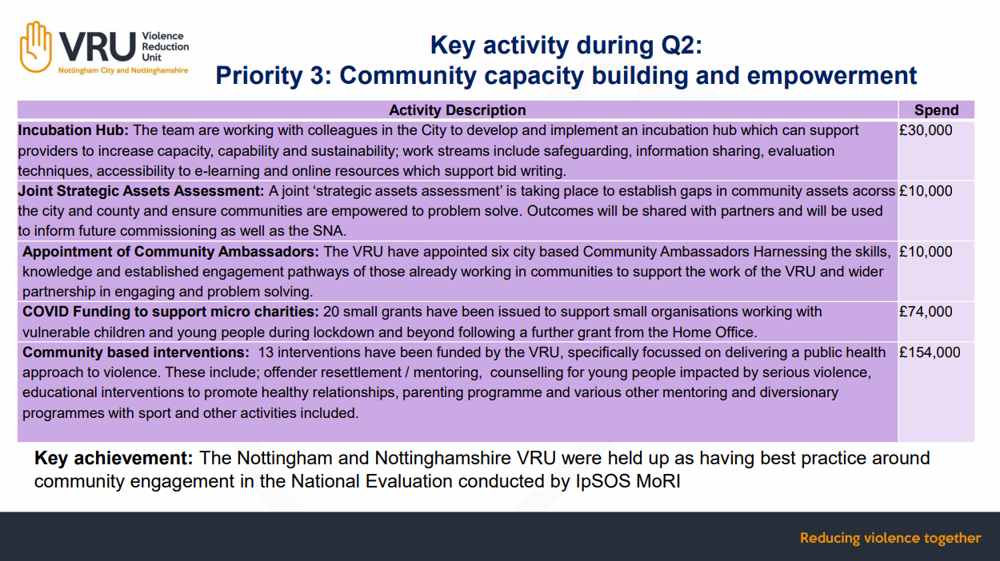 VRU
Violence
Reduction
Unit
Nottingham City and Nottinghamshire
Key activity during Q2:
Priority 3: Community capacity building and empowerment
Activity Description Spend
Incubation Hub: The team are working with colleagues in the City to develop and implement an incubation hub which can support £30,000
providers to increase capacity, capability and sustainability; work streams include safeguarding, information sharing, evaluation
techniques, accessibility to e-learning and online resources which support bid writing.
Joint Strategic Assets Assessment: A joint ‘strategic assets assessment’ is taking place to establish gaps in community assets acorss £10,000
the city and county and ensure communities are empowered to problem solve. Outcomes will be shared with partners and will be used
to inform future commissioning as well as the SNA.
Appointment of Community Ambassadors: The VRU have appointed six city based Community Ambassadors Harnessing the skills, £10,000
knowledge and established engagement pathways of those already working in communities to support the work of the VRU and wider
partnership in engaging and problem solving.
COVID Funding to support micro charities: 20 small grants have been issued to support small organisations working with £74,000
vulnerable children and young people during lockdown and beyond following a further grant from the Home Office.
Community based interventions: 13 interventions have been funded by the VRU, specifically focussed on delivering a public health £154,000
approach to violence. These include; offender resettlement / mentoring, counselling for young people impacted by serious violence,
educational interventions to promote healthy relationships, parenting programme and various other mentoring and diversionary
programmes with sport and other activities included.
Key achievement: The Nottingham and Nottinghamshire VRU were held up as having best practice around
community engagement in the National Evaluation conducted by IpSOS MoRI
Reducing violence together